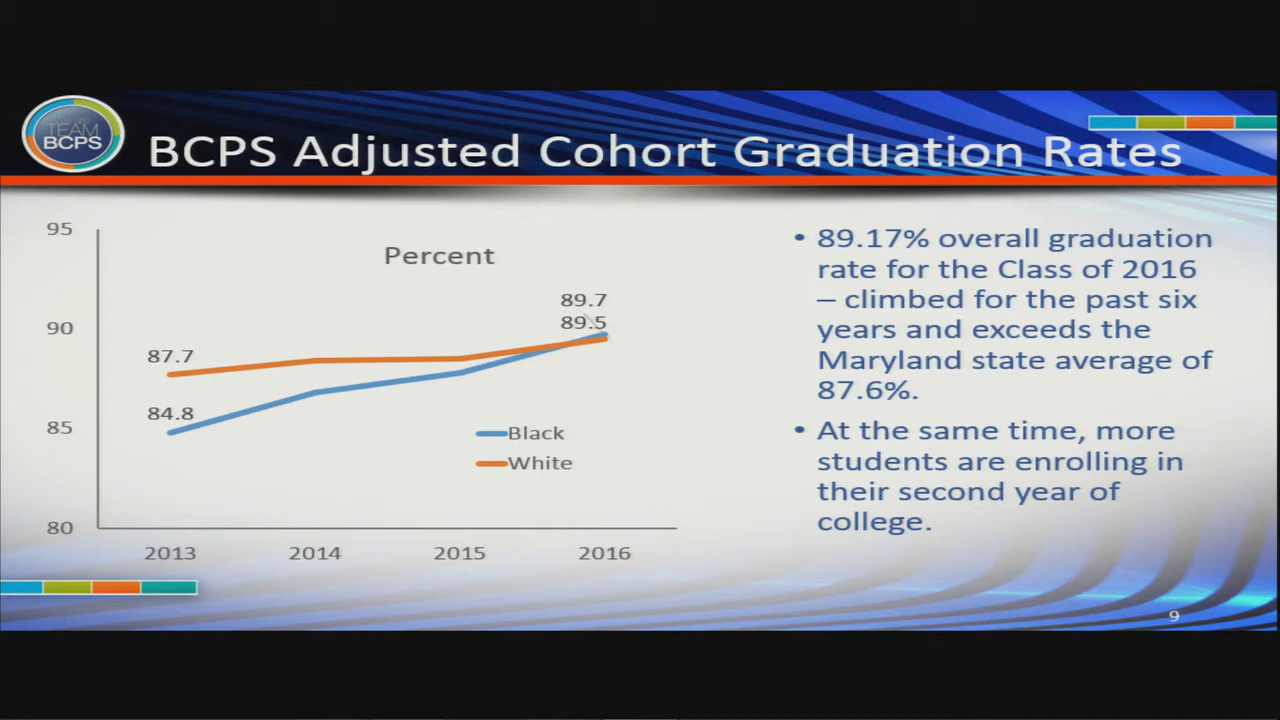 TEAM
BCPS
BCPS Adjusted Cohort Graduation Rates
95
90
85
80
Percent
89.7
89.5
87.7
84.8
Black
White
2013 2014 2015 2016
• 89.17% overall graduation
rate for the Class of 2016
– climbed for the past six
years and exceeds the
Maryland state average of
87.6%.
• At the same time, more
students are enrolling in
their second year of
college.
9